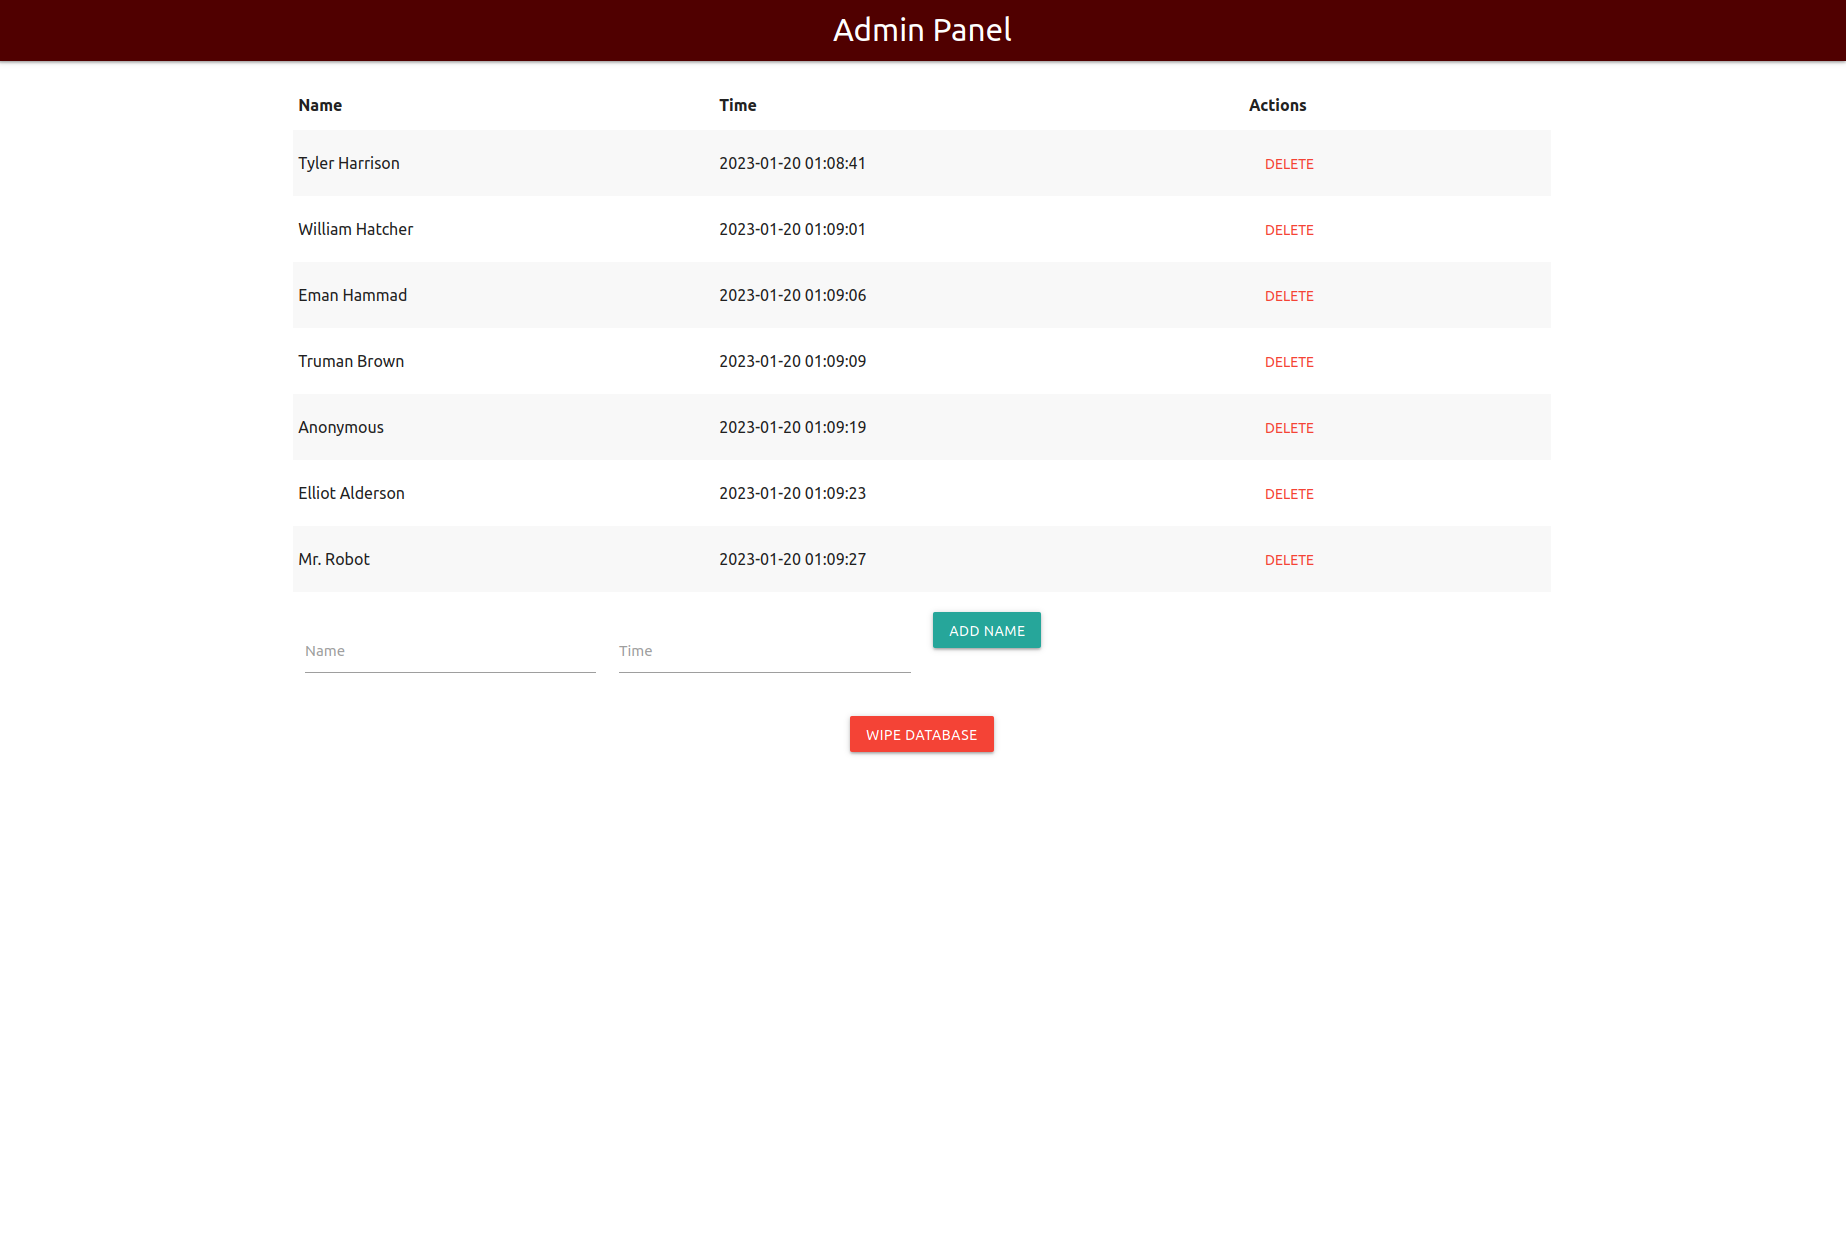 Admin Panel
Name Time Actions
Tyler Harrison 2023-01-20 01:08:41 DELETE
William Hatcher 2023-01-20 01:09:01 DELETE
Eman Hammad 2023-01-20 01:09:06 DELETE
Truman Brown 2023-01-20 01:09:09 DELETE
Anonymous 2023-01-20 01:09:19 DELETE
Elliot Alderson 2023-01-20 01:09:23 DELETE
Mr. Robot 2023-01-20 01:09:27 DELETE
Name Time ADD NAME
WIPE DATABASE